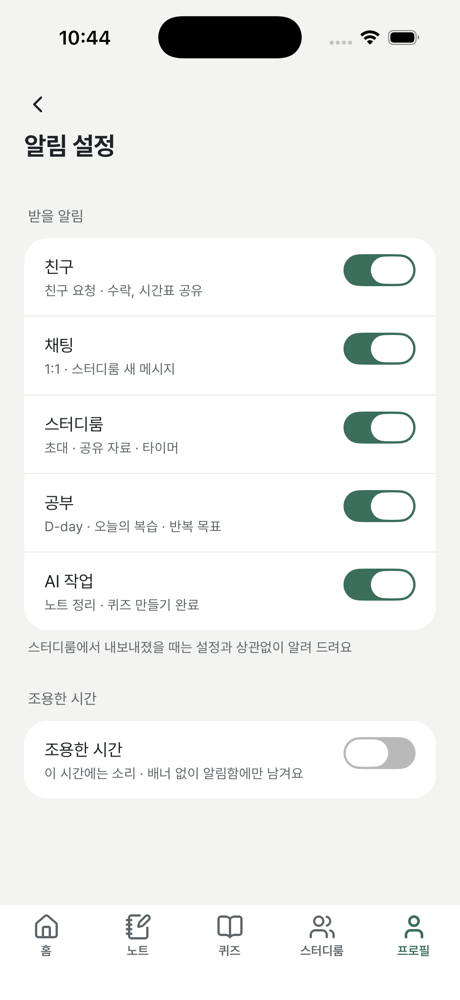 10:44
알림 설정
받을 알림
친구
친구 요청 · 수락, 시간표 공유
채팅
1:1 · 스터디룸 새 메시지
스터디룸
초대 · 공유 자료 · 타이머
공부
D-day · 오늘의 복습 · 반복 목표
AI 작업
노트 정리 · 퀴즈 만들기 완료
스터디룸에서 내보내졌을 때는 설정과 상관없이 알려 드려요
조용한 시간
조용한 시간
이 시간에는 소리 · 배너 없이 알림함에만 남겨요
홈
노트
퀴즈
스터디룸
프로필